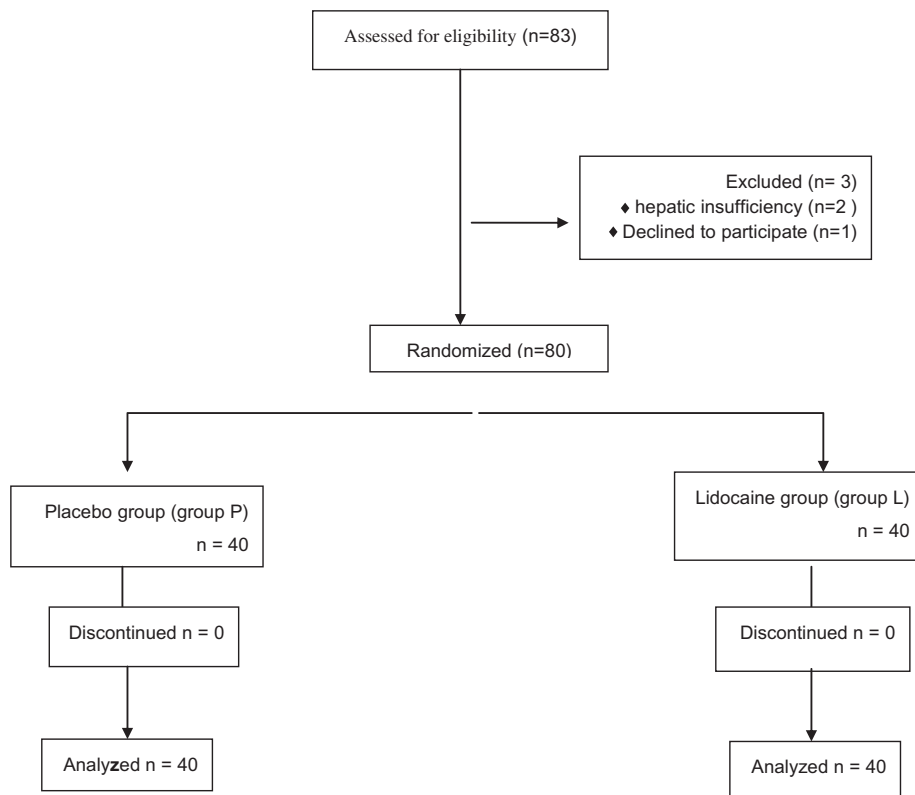 Assessed for eligibility (n=83)
Excluded (n= 3)
♦ hepatic insufficiency (n=2 )
♦ Declined to participate (n=1)
Randomized (n=80)
Placebo group (group P)
n = 40
Lidocaine group (group L)
n = 40
Discontinued n = 0
Discontinued n = 0
Analyzed n = 40
Analyzed n = 40